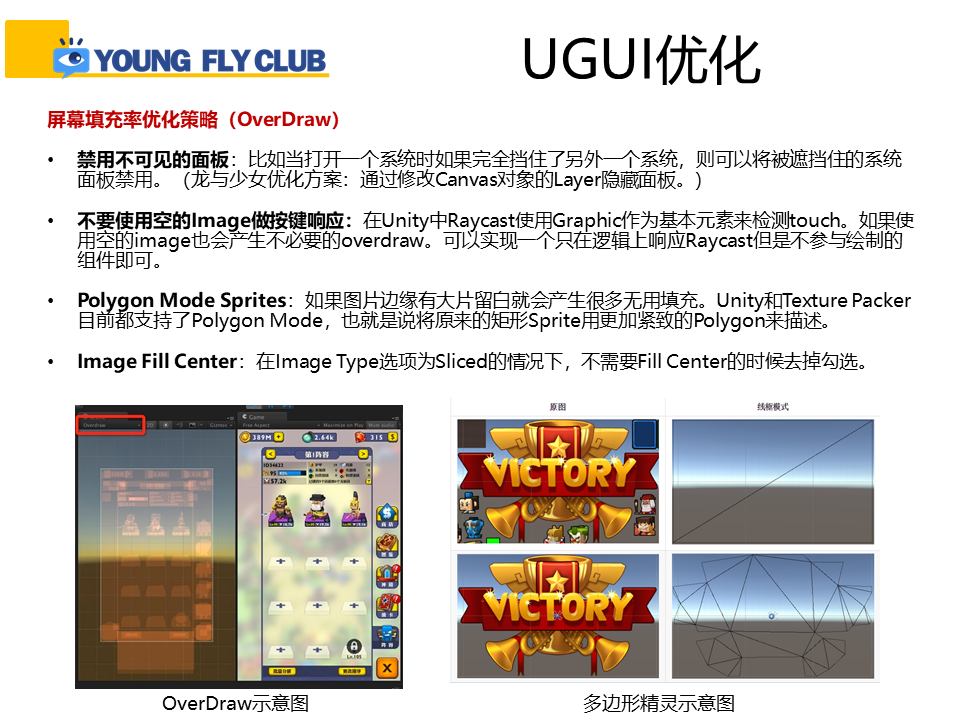 YOUNG FLY CLUB
UGUI优化
屏幕填充率优化策略（OverDraw）
• 禁用不可见的面板：比如当打开一个系统时如果完全挡住了另外一个系统，则可以将被遮挡住的系统
面板禁用。（龙与少女优化方案：通过修改Canvas对象的Layer隐藏面板。）
• 不要使用空的Image做按键响应：在Unity中Raycast使用Graphic作为基本元素来检测touch。如果使
用空的image也会产生不必要的overdraw。可以实现一个只在逻辑上响应Raycast但是不参与绘制的
组件即可。
• Polygon Mode Sprites：如果图片边缘有大片留白就会产生很多无用填充。Unity和Texture Packer
目前都支持了Polygon Mode，也就是说将原来的矩形Sprite用更加紧致的Polygon来描述。
• Image Fill Center：在Image Type选项为Sliced的情况下，不需要Fill Center的时候去掉勾选。
原图
线框模式
Overdraw
2D
Gizmos
Game
Free Aspect
Maximize on Play
Mute audio
389M
2.64k
315
第1阵容
ID34622
95
57.2k
Lv.105
VICTORY
VICTORY
OverDraw示意图
多边形精灵示意图